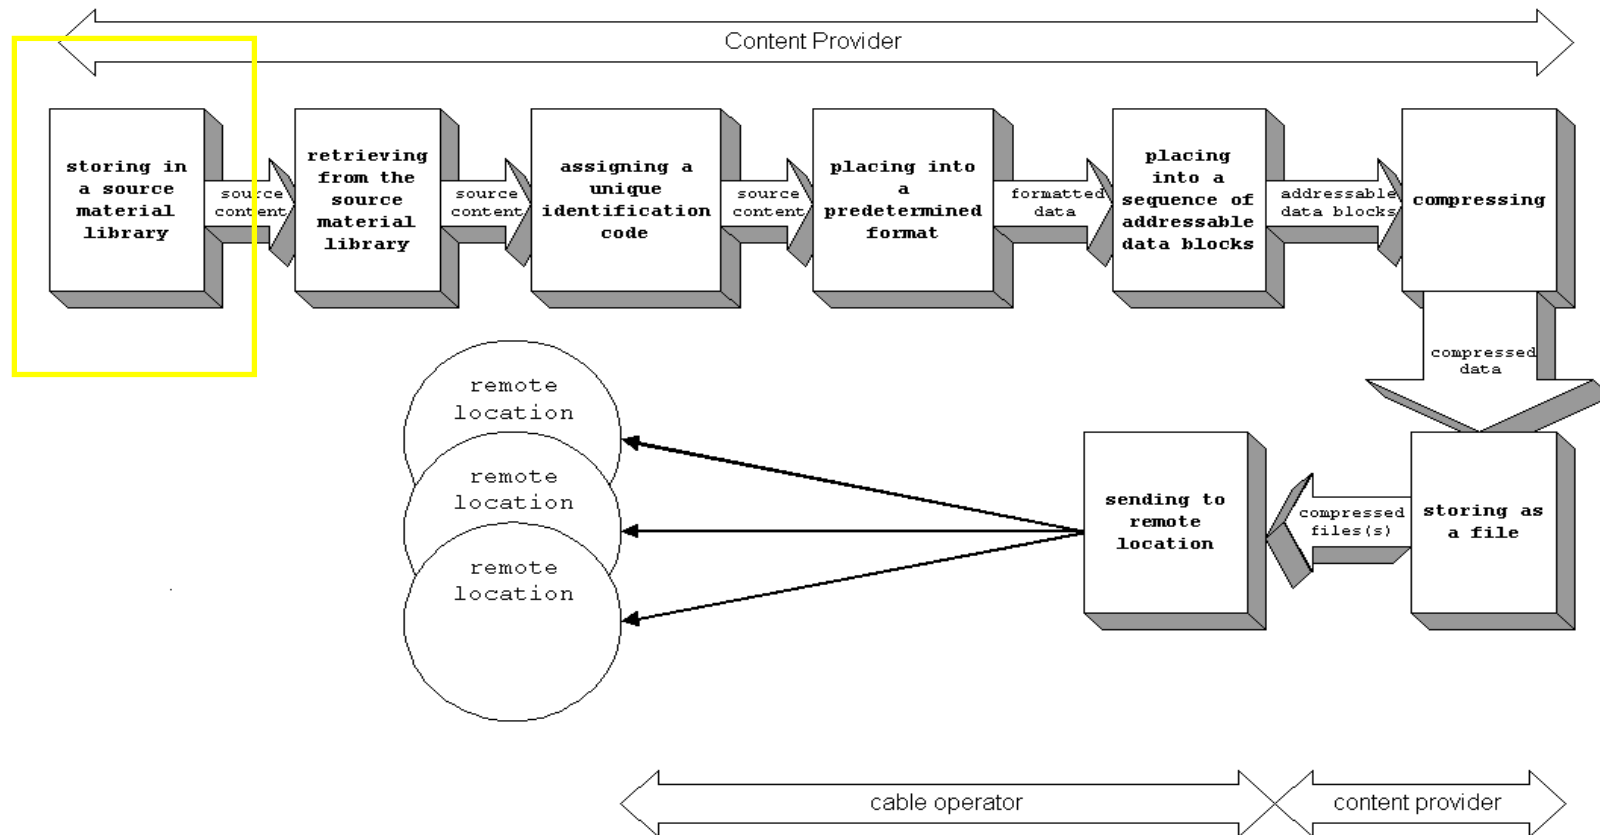 Content Provider
storing in
a source
material
library
source
content
retrieving
from the
source
material
library
source
content
assigning a
unique
identification
code
source
content
placing into
a
predetermined
format
formatted
data
placing
into a
sequence of
addressable
data blocks
addressable
data blocks
compressing
compressed
data
storing as
a file
compressed
files(s)
sending to
remote
location
remote
location
remote
location
remote
location
cable operator
content provider